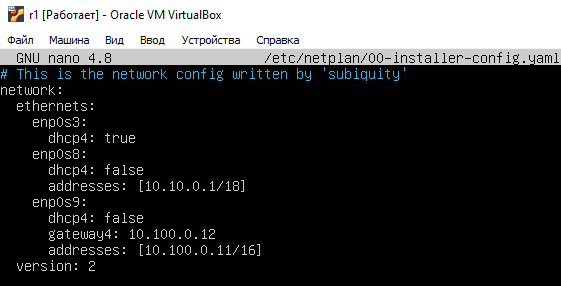 r1 [Работает] - Oracle VM VirtualBox
Файл Машина Вид Ввод Устройства Справка
GNU nano 4.8 /etc/netplan/00-installer-config.yaml
# This is the network config written by 'subiquity'
network:
  ethernets:
    enp0s3:
      dhcp4: true
    enp0s8:
      dhcp4: false
      addresses: [10.10.0.1/18]
    enp0s9:
      dhcp4: false
      gateway4: 10.100.0.12
      addresses: [10.100.0.11/16]
  version: 2